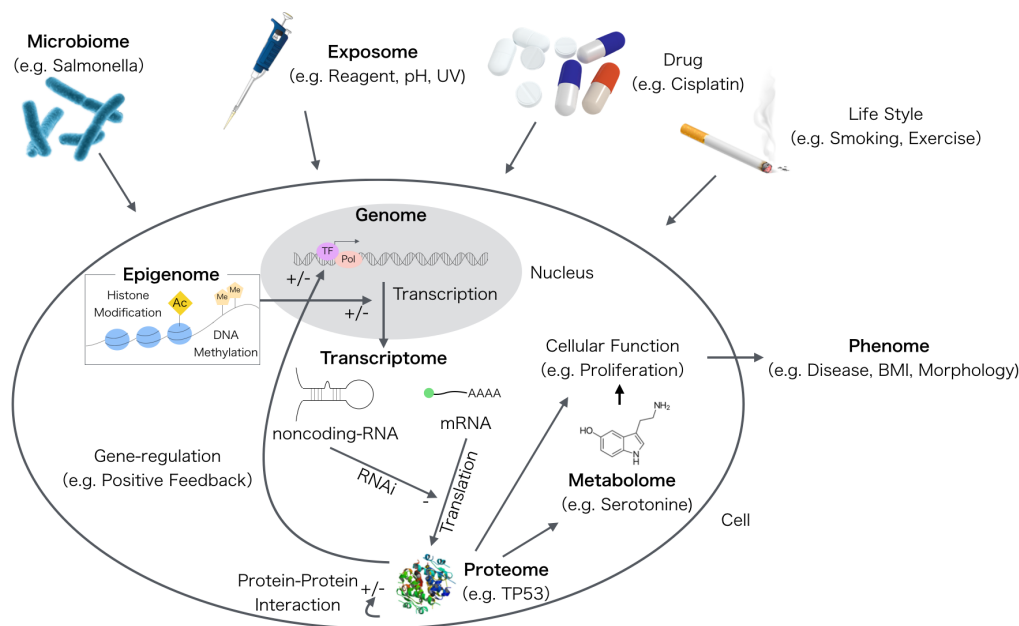 Microbiome
(e.g. Salmonella)
Exposome
(e.g. Reagent, pH, UV)
Drug
(e.g. Cisplatin)
Life Style
(e.g. Smoking, Exercise)
Genome
TF
Pol
+/-
Nucleus
Epigenome
Histone
Modification
Ac
Me
Me
DNA
Methylation
Transcription
+/-
Transcriptome
noncoding-RNA
AAAA
mRNA
Cellular Function
(e.g. Proliferation)
Phenome
(e.g. Disease, BMI, Morphology)
NH2
HO
N
H
Metabolome
(e.g. Serotonine)
Gene-regulation
(e.g. Positive Feedback)
RNAi
-
Translation
Cell
Proteome
(e.g. TP53)
Protein-Protein
Interaction
+/-